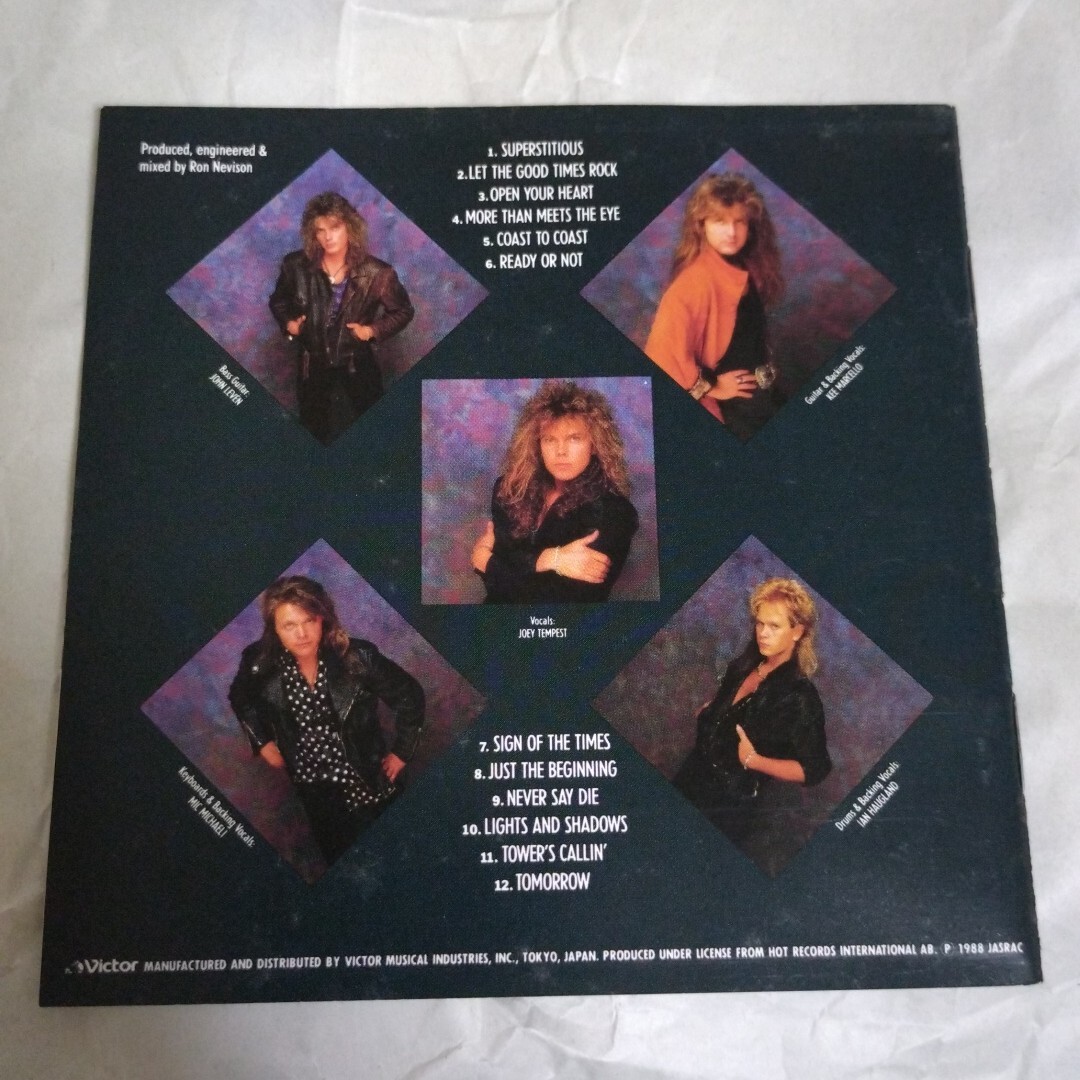 Produced, engineered &
mixed by Ron Nevison
1. SUPERSTITIOUS
2. LET THE GOOD TIMES ROCK
3. OPEN YOUR HEART
4. MORE THAN MEETS THE EYE
5. COAST TO COAST
6. READY OR NOT
Bass Guitar:
JOHN LEVEN
Guitar & Backing Vocals:
KEE MARCELLO
Vocals:
JOEY TEMPEST
Keyboards & Backing Vocals:
MIC MICHAELI
Drums & Backing Vocals:
IAN HAUGLAND
7. SIGN OF THE TIMES
8. JUST THE BEGINNING
9. NEVER SAY DIE
10. LIGHTS AND SHADOWS
11. TOWER'S CALLIN'
12. TOMORROW
Victor MANUFACTURED AND DISTRIBUTED BY VICTOR MUSICAL INDUSTRIES, INC., TOKYO, JAPAN. PRODUCED UNDER LICENSE FROM HOT RECORDS INTERNATIONAL AB. P 1988 JASRAC